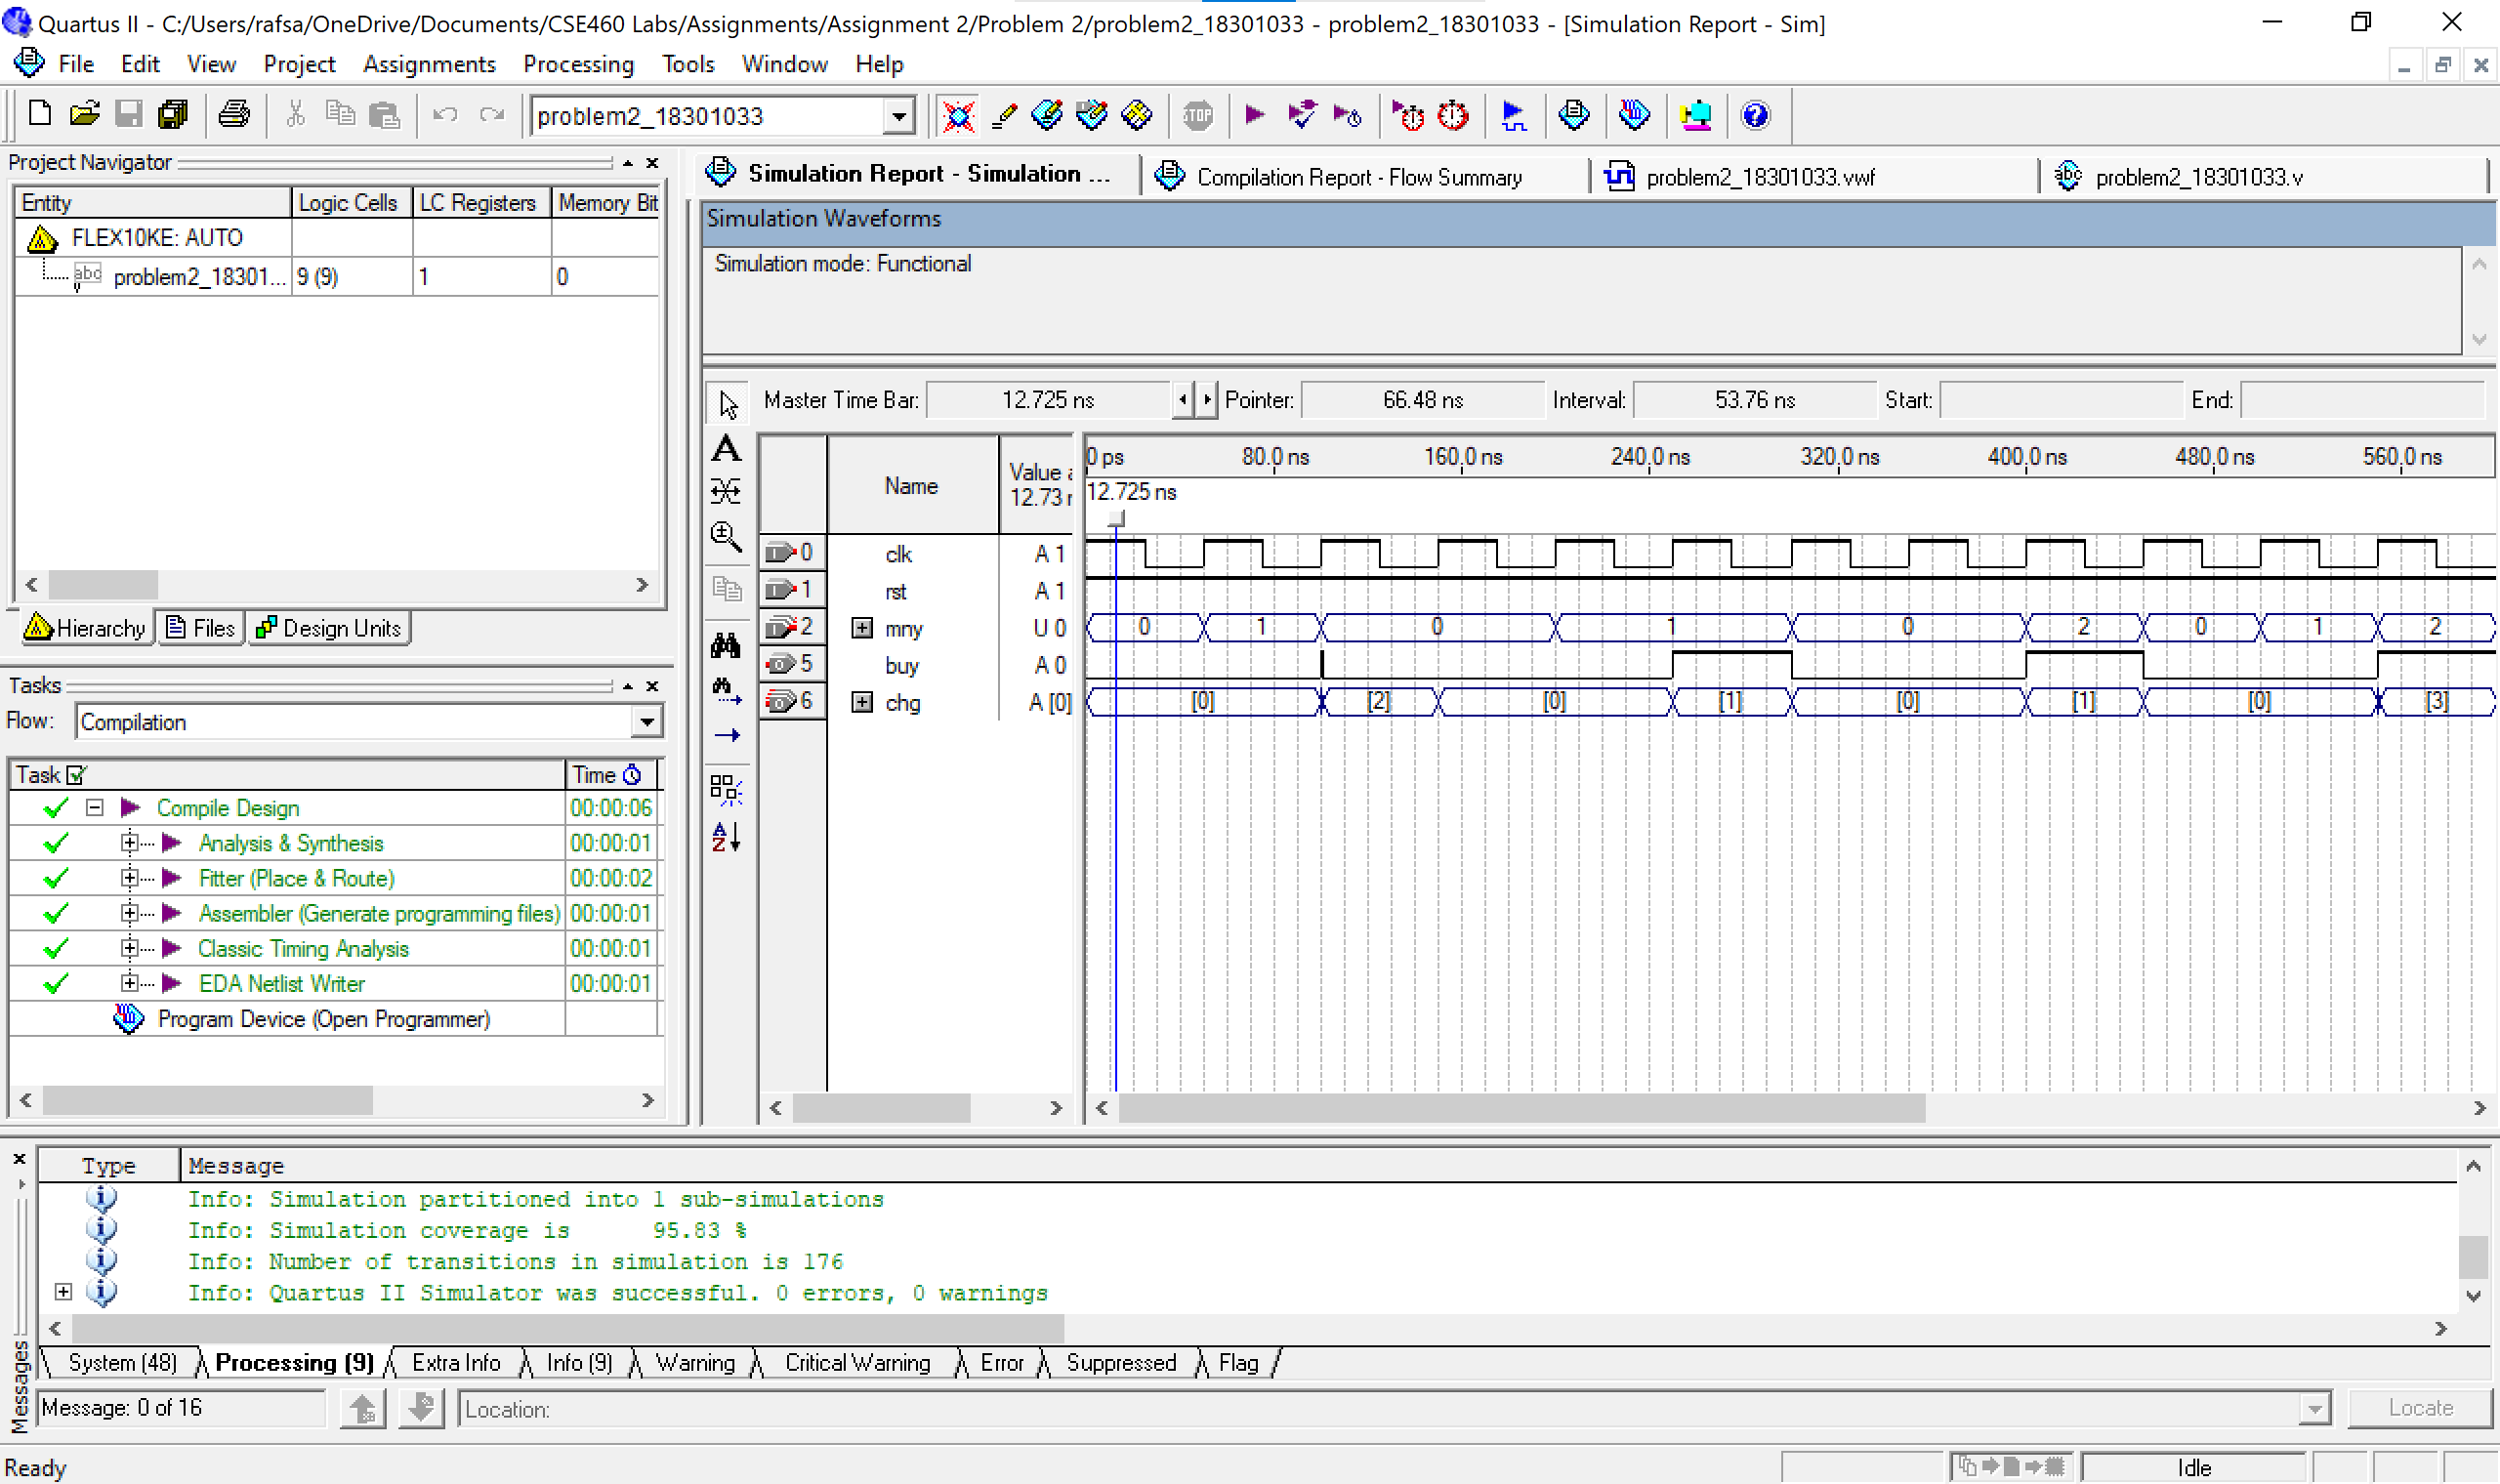 Quartus II - C:/Users/rafsa/OneDrive/Documents/CSE460 Labs/Assignments/Assignment 2/Problem 2/problem2_18301033 - problem2_18301033 - [Simulation Report - Sim]
File Edit View Project Assignments Processing Tools Window Help
problem2_18301033
STOP
Project Navigator
Entity Logic Cells LC Registers Memory Bit
FLEX10KE: AUTO
abc problem2_18301... 9 (9) 1 0
Hierarchy Files Design Units
Tasks
Flow: Compilation
Task Time
Compile Design 00:00:06
Analysis & Synthesis 00:00:01
Fitter (Place & Route) 00:00:02
Assembler (Generate programming files) 00:00:01
Classic Timing Analysis 00:00:01
EDA Netlist Writer 00:00:01
Program Device (Open Programmer)
Simulation Report - Simulation ... Compilation Report - Flow Summary problem2_18301033.vwf abc problem2_18301033.v
Simulation Waveforms
Simulation mode: Functional
Master Time Bar: 12.725 ns Pointer: 66.48 ns Interval: 53.76 ns Start: End:
Name Value a
12.73 n
0 ps 80.0 ns 160.0 ns 240.0 ns 320.0 ns 400.0 ns 480.0 ns 560.0 ns
12.725 ns
0 clk A 1
1 rst A 1
2 mny U 0 0 1 0 1 0 2 0 1 2
5 buy A 0
6 chg A [0] [0] [2] [0] [1] [0] [1] [0] [3]
A
A
Z
Type Message
Info: Simulation partitioned into 1 sub-simulations
Info: Simulation coverage is 95.83 %
Info: Number of transitions in simulation is 176
Info: Quartus II Simulator was successful. 0 errors, 0 warnings
System (48) Processing (9) Extra Info Info (9) Warning Critical Warning Error Suppressed Flag
Messages
Message: 0 of 16 Location: Locate
Ready Idle